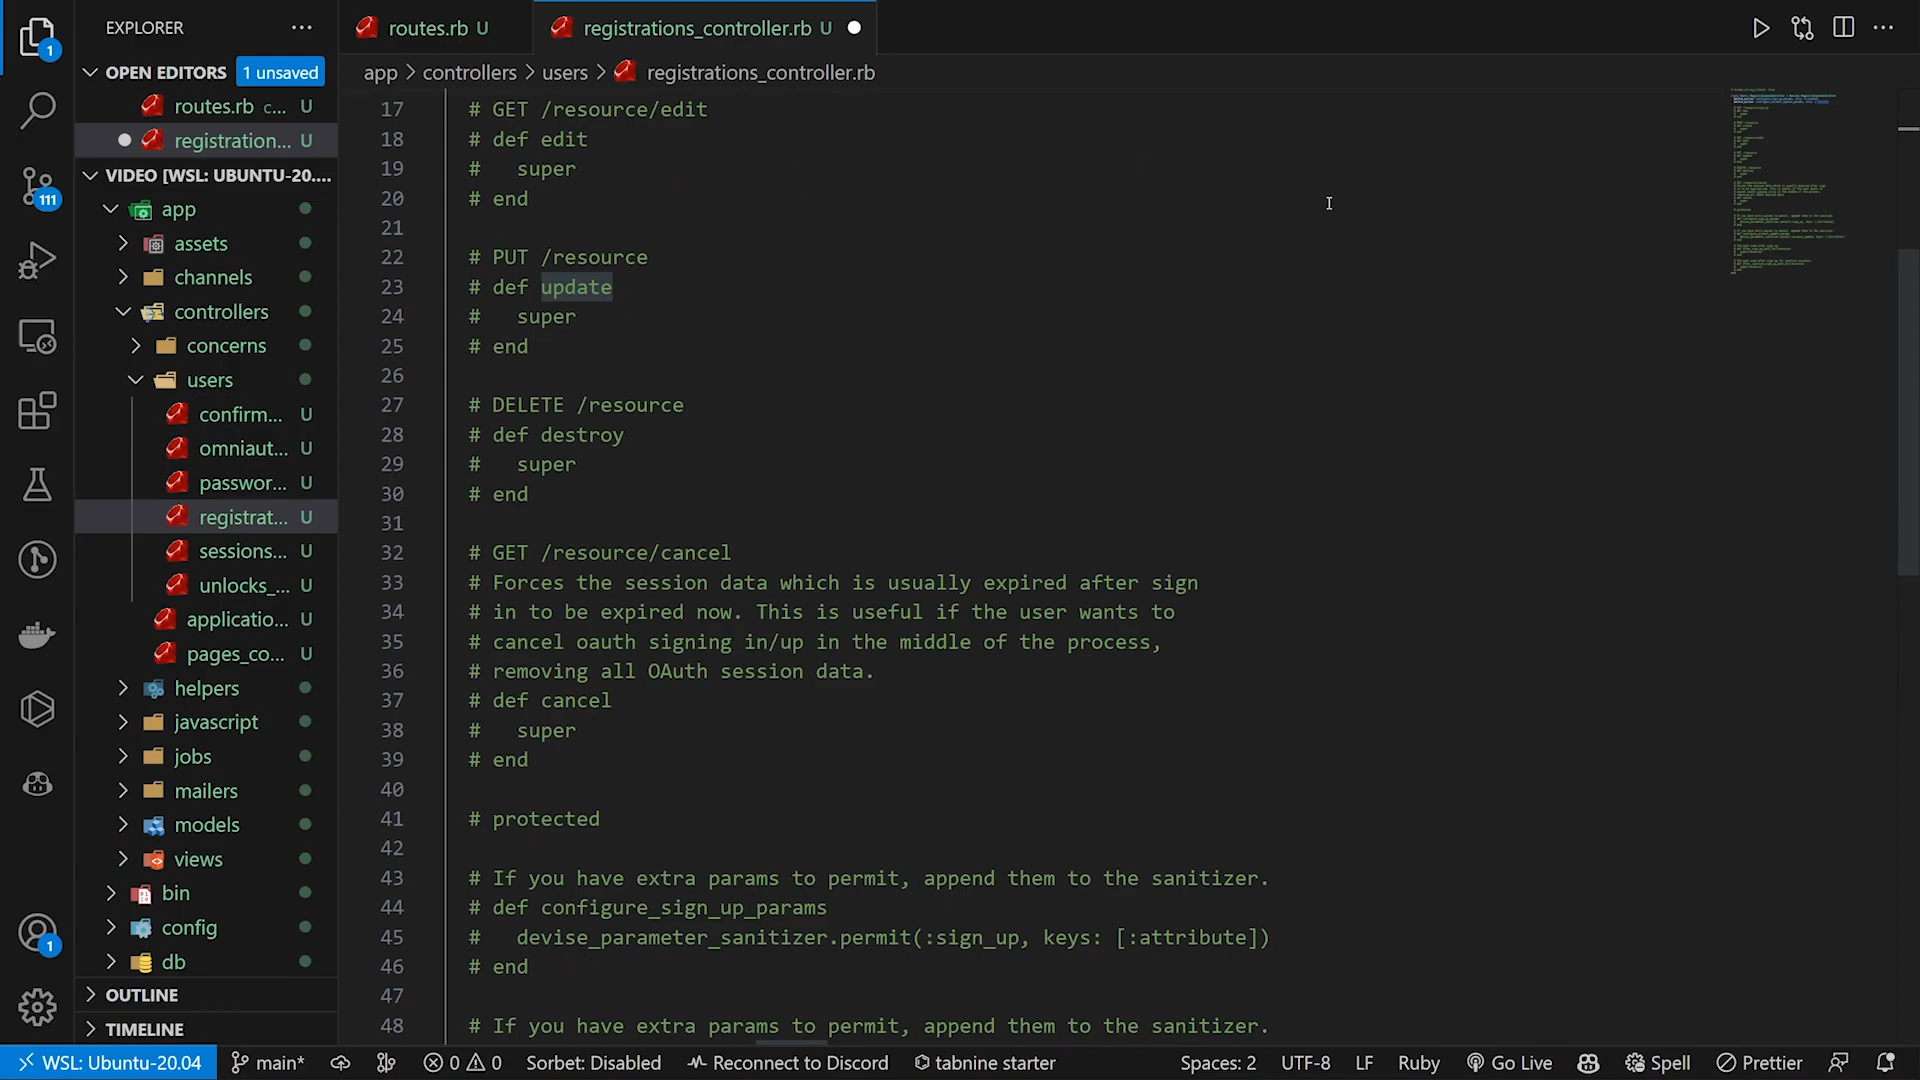 EXPLORER
routes.rb U
registrations_controller.rb U
OPEN EDITORS 1 unsaved
app > controllers > users > registrations_controller.rb
routes.rb c... U
registration... U
VIDEO [WSL: UBUNTU-20....
app
assets
channels
controllers
concerns
users
confirm... U
omniaut... U
passwor... U
registrat... U
sessions... U
unlocks_... U
applicatio... U
pages_co... U
helpers
javascript
jobs
mailers
models
views
bin
config
db
OUTLINE
TIMELINE
1
111
1
17 # GET /resource/edit
18 # def edit
19 #   super
20 # end
21
22 # PUT /resource
23 # def update
24 #   super
25 # end
26
27 # DELETE /resource
28 # def destroy
29 #   super
30 # end
31
32 # GET /resource/cancel
33 # Forces the session data which is usually expired after sign
34 # in to be expired now. This is useful if the user wants to
35 # cancel oauth signing in/up in the middle of the process,
36 # removing all OAuth session data.
37 # def cancel
38 #   super
39 # end
40
41 # protected
42
43 # If you have extra params to permit, append them to the sanitizer.
44 # def configure_sign_up_params
45 #   devise_parameter_sanitizer.permit(:sign_up, keys: [:attribute])
46 # end
47
48 # If you have extra params to permit, append them to the sanitizer.
WSL: Ubuntu-20.04 main* 0 0 Sorbet: Disabled Reconnect to Discord tabnine starter Spaces: 2 UTF-8 LF Ruby Go Live Spell Prettier